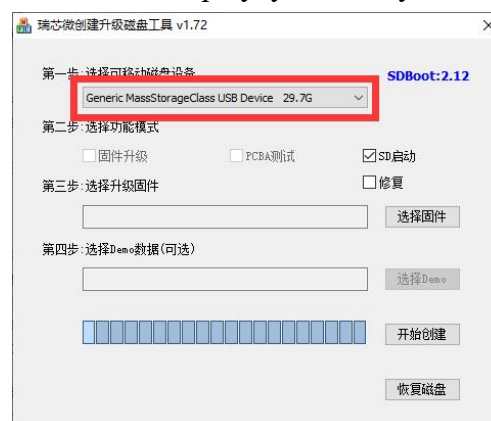 瑞芯微创建升级磁盘工具 v1.72
第一步:选择可移动磁盘设备
SDBoot:2.12
Generic MassStorageClass USB Device 29.7G
第二步:选择功能模式
固件升级 PCBA测试 SD启动
第三步:选择升级固件 修复
选择固件
第四步:选择Demo数据(可选)
选择Demo
开始创建
恢复磁盘